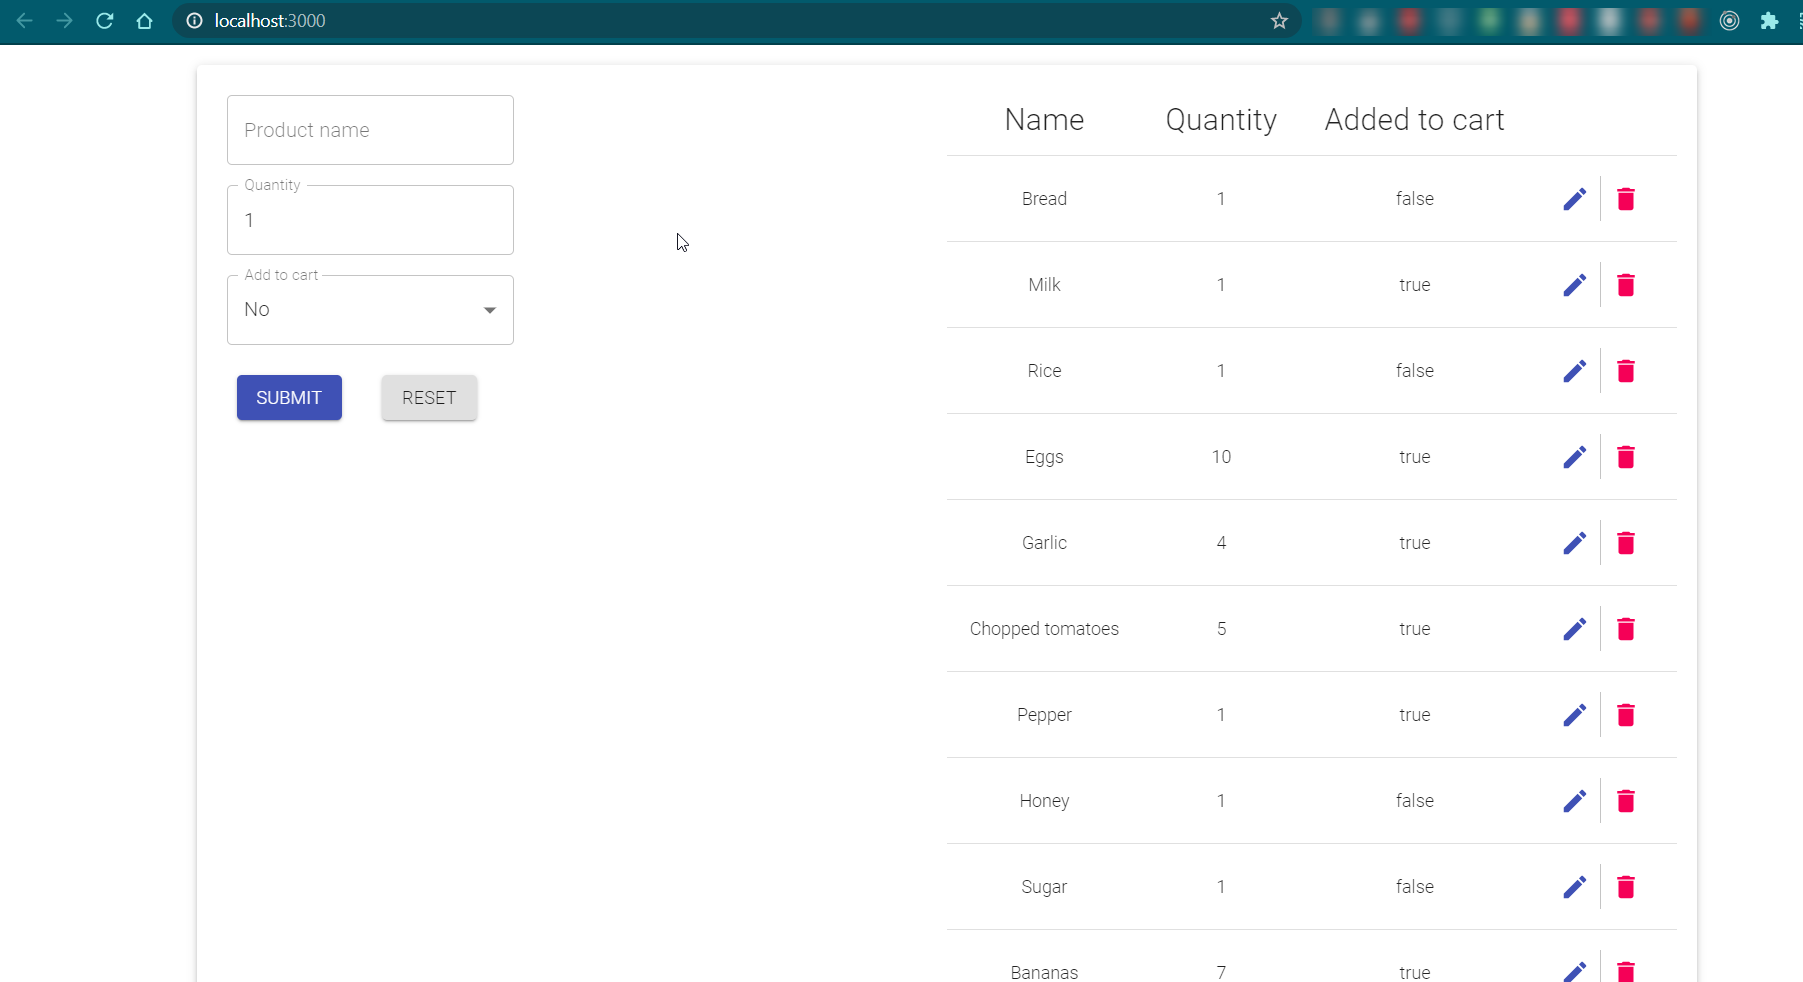 localhost:3000
Product name
Quantity
1
Add to cart
No
SUBMIT RESET
Name Quantity Added to cart
Bread 1 false
Milk 1 true
Rice 1 false
Eggs 10 true
Garlic 4 true
Chopped tomatoes 5 true
Pepper 1 true
Honey 1 false
Sugar 1 false
Bananas 7 true